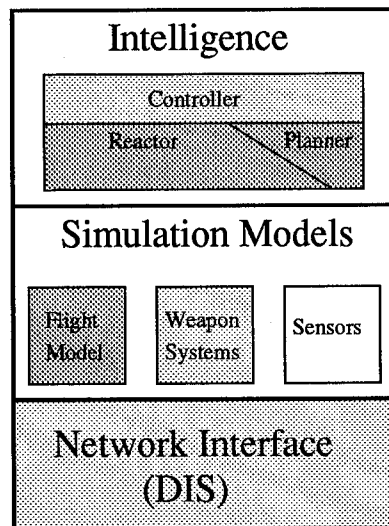 Intelligence
Controller
Reactor Planner
Simulation Models
Flight
Model
Weapon
Systems
Sensors
Network Interface
(DIS)